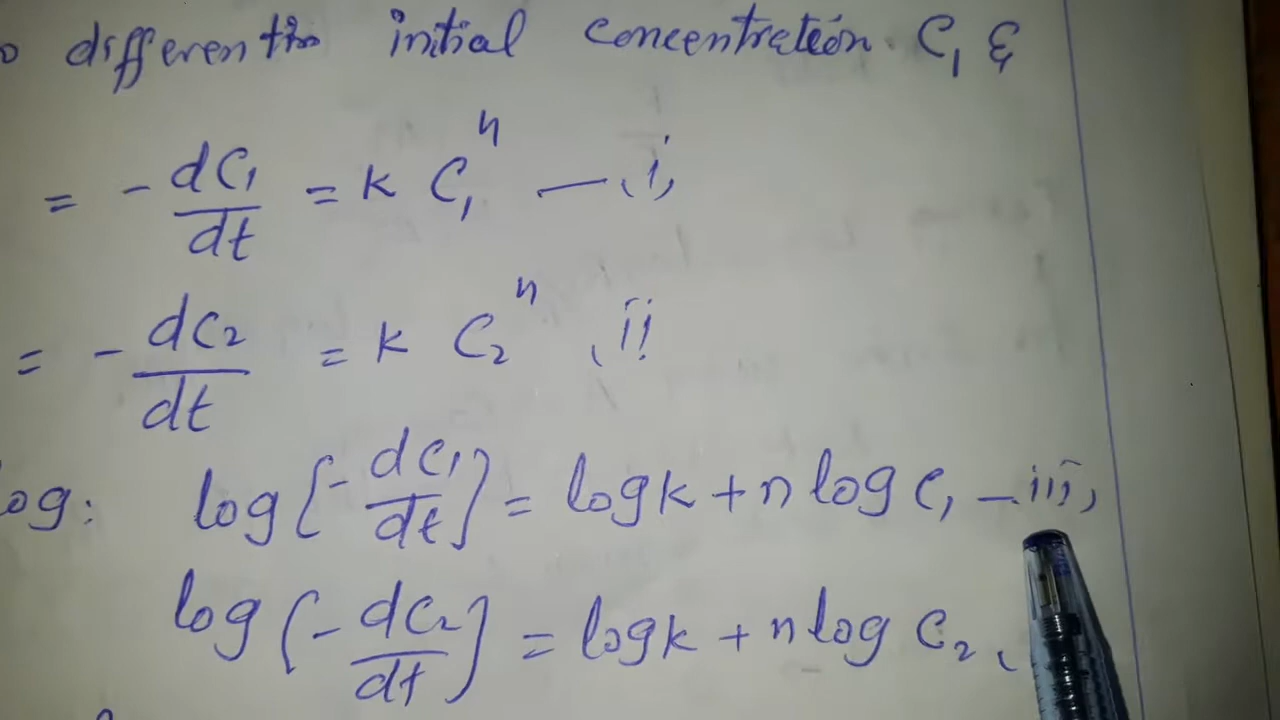 o different initial concentration C₁ &
= - dC₁/dt = k C₁ⁿ — (i)
= - dC₂/dt = k C₂ⁿ (ii
log: log[-dC₁/dt] = log k + n log C₁ — iii)
log[-dC₂/dt] = log k + n log C₂ (